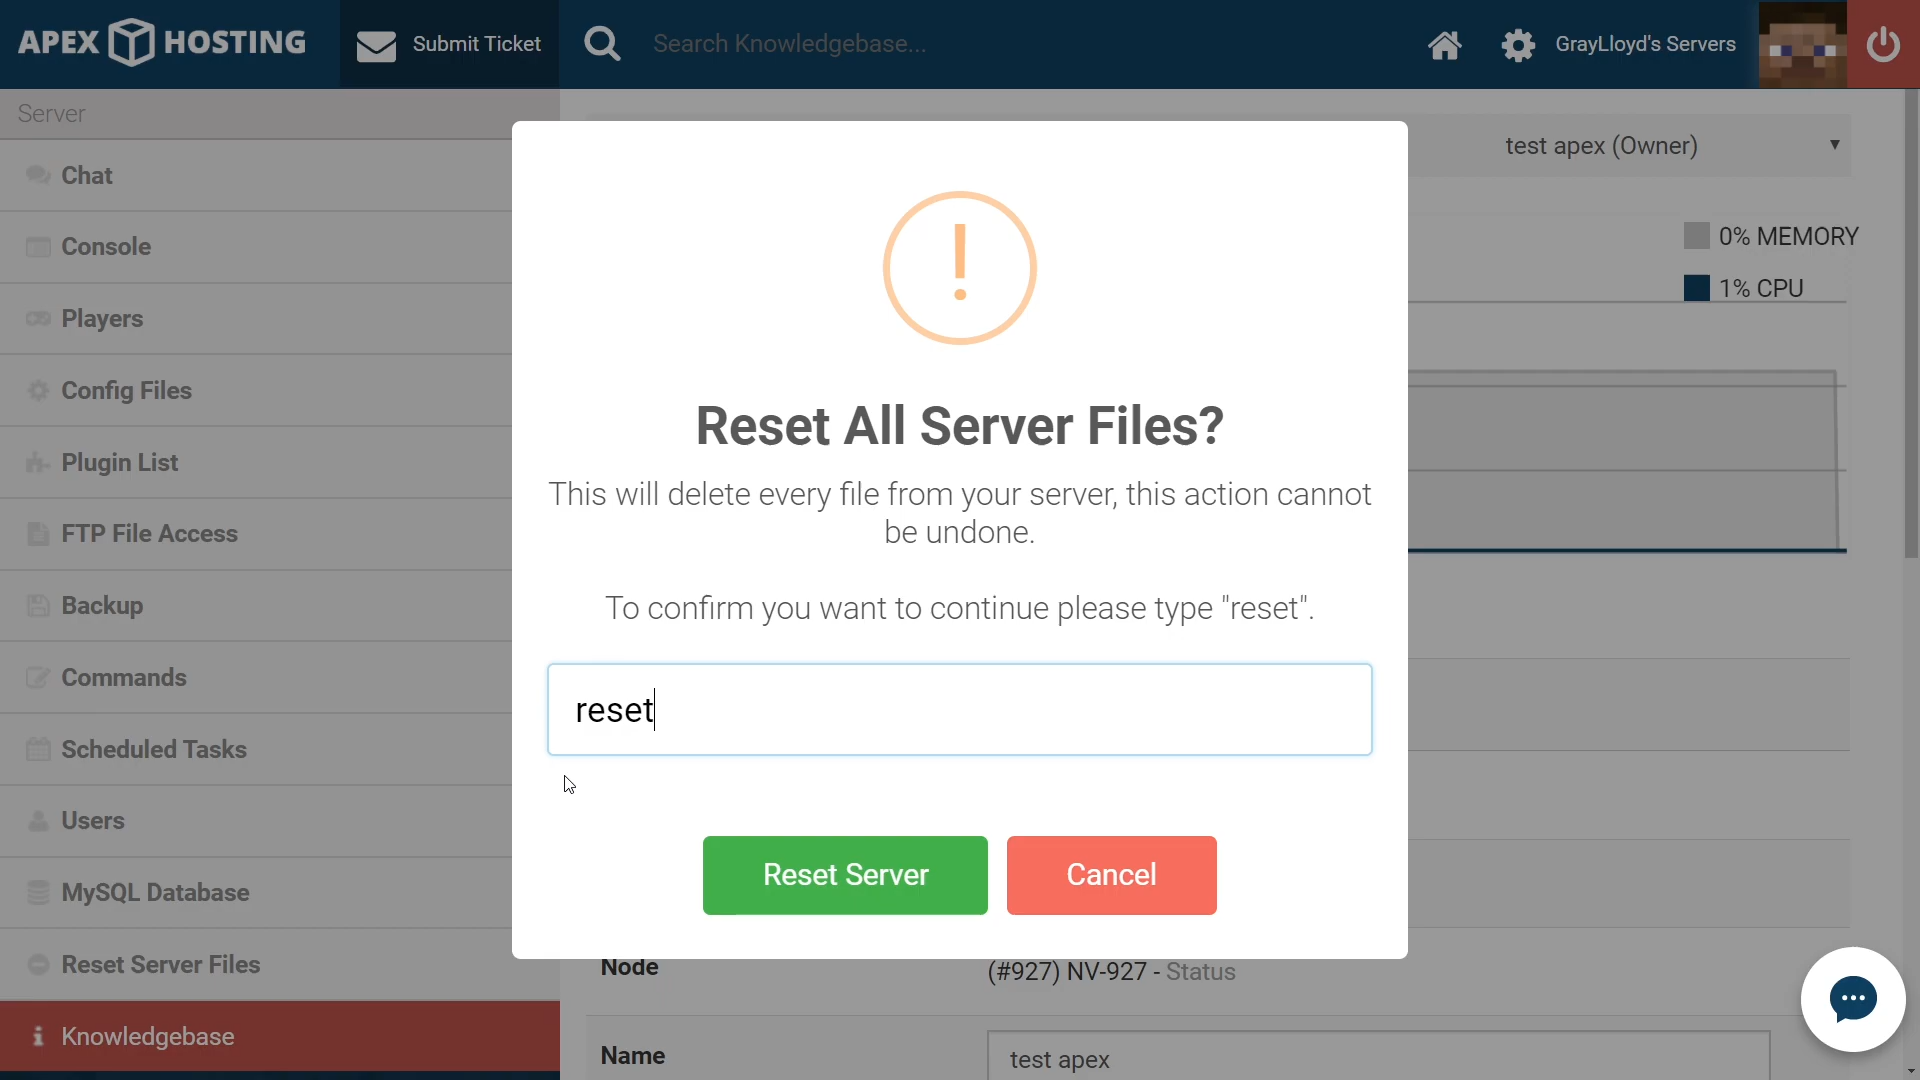 APEX HOSTING
Submit Ticket
Search Knowledgebase...
GrayLloyd's Servers
Server
Chat
Console
Players
Config Files
Plugin List
FTP File Access
Backup
Commands
Scheduled Tasks
Users
MySQL Database
Reset Server Files
Knowledgebase
test apex (Owner)
0% MEMORY
1% CPU
!
Reset All Server Files?
This will delete every file from your server, this action cannot
be undone.
To confirm you want to continue please type "reset".
reset
Reset Server
Cancel
Node
(#927) NV-927 - Status
Name
test apex